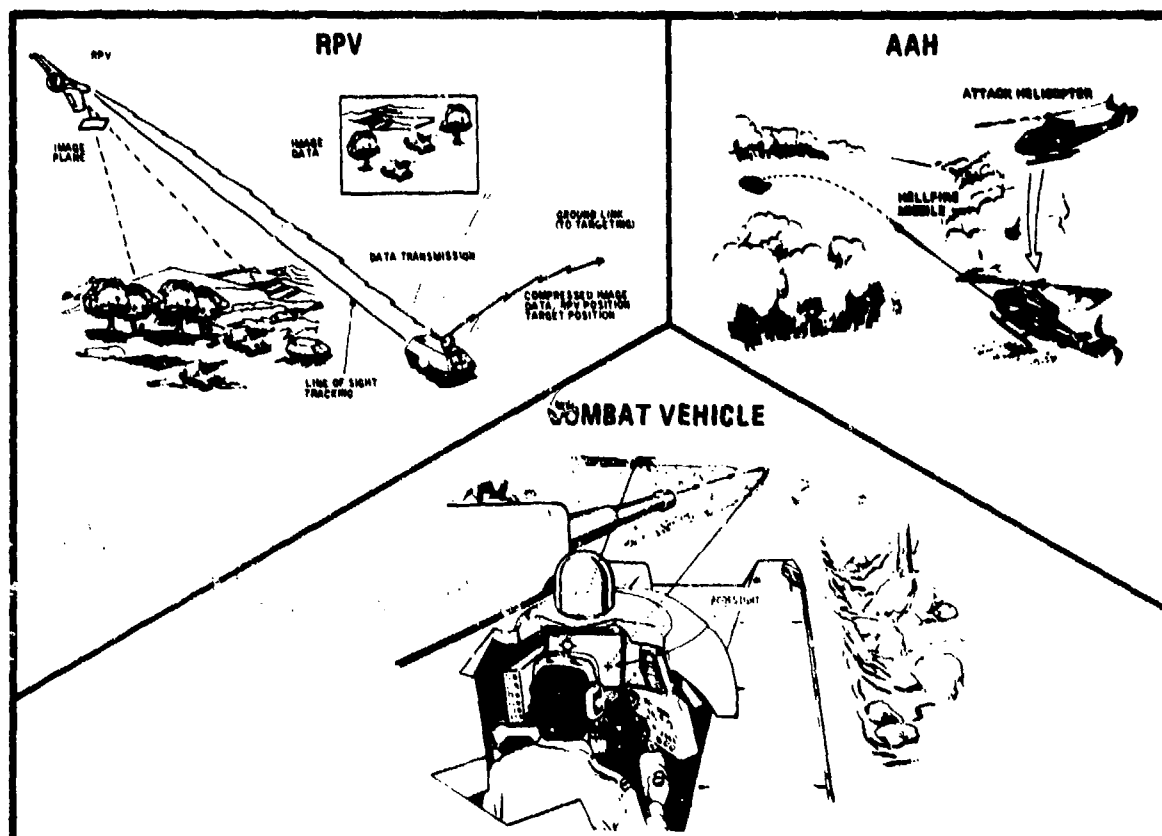 RPV
RPV
IMAGE
PLANE
IMAGE
DATA
DATA TRANSMISSION
GROUND LINK
(TO TARGETING)
COMPRESSED IMAGE
DATA, RPV POSITION
TARGET POSITION
LINE OF SIGHT
TRACKING
AAH
ATTACK HELICOPTER
HELLFIRE
MISSILE
COMBAT VEHICLE